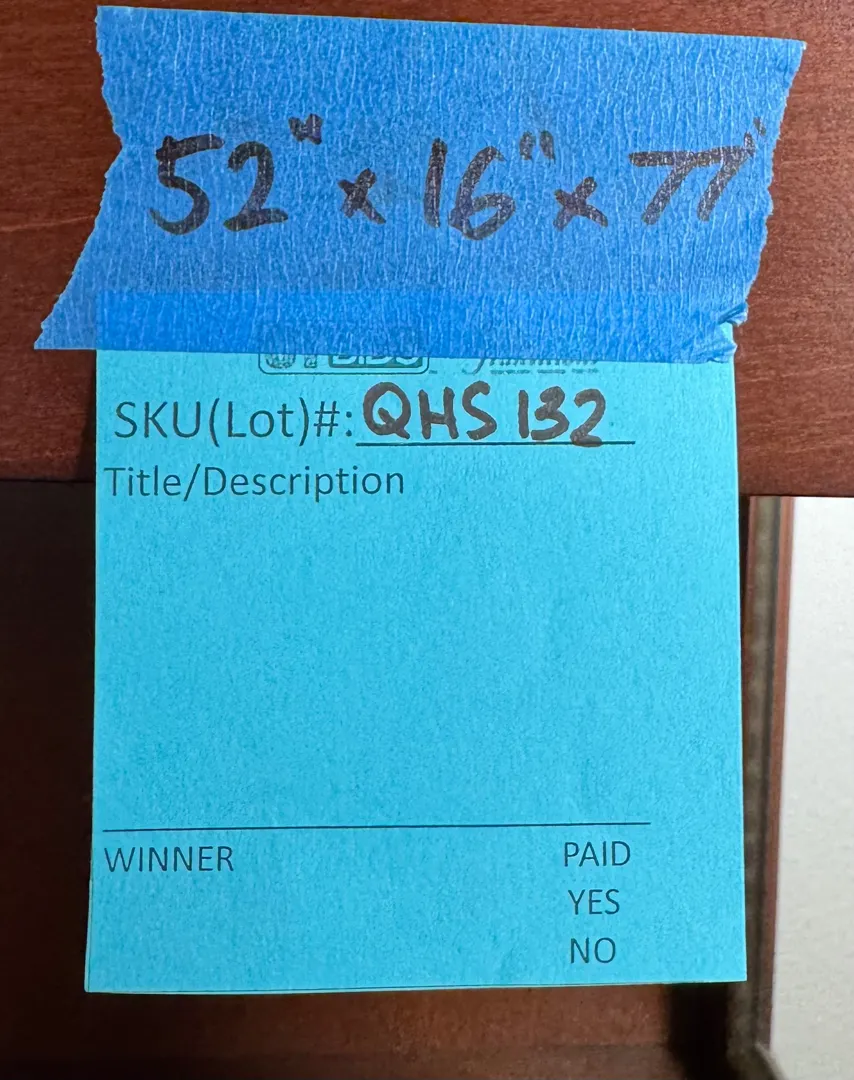 52" x 16" x 77"
SKU(Lot)#: QHS 132
Title/Description
WINNER PAID
YES
NO